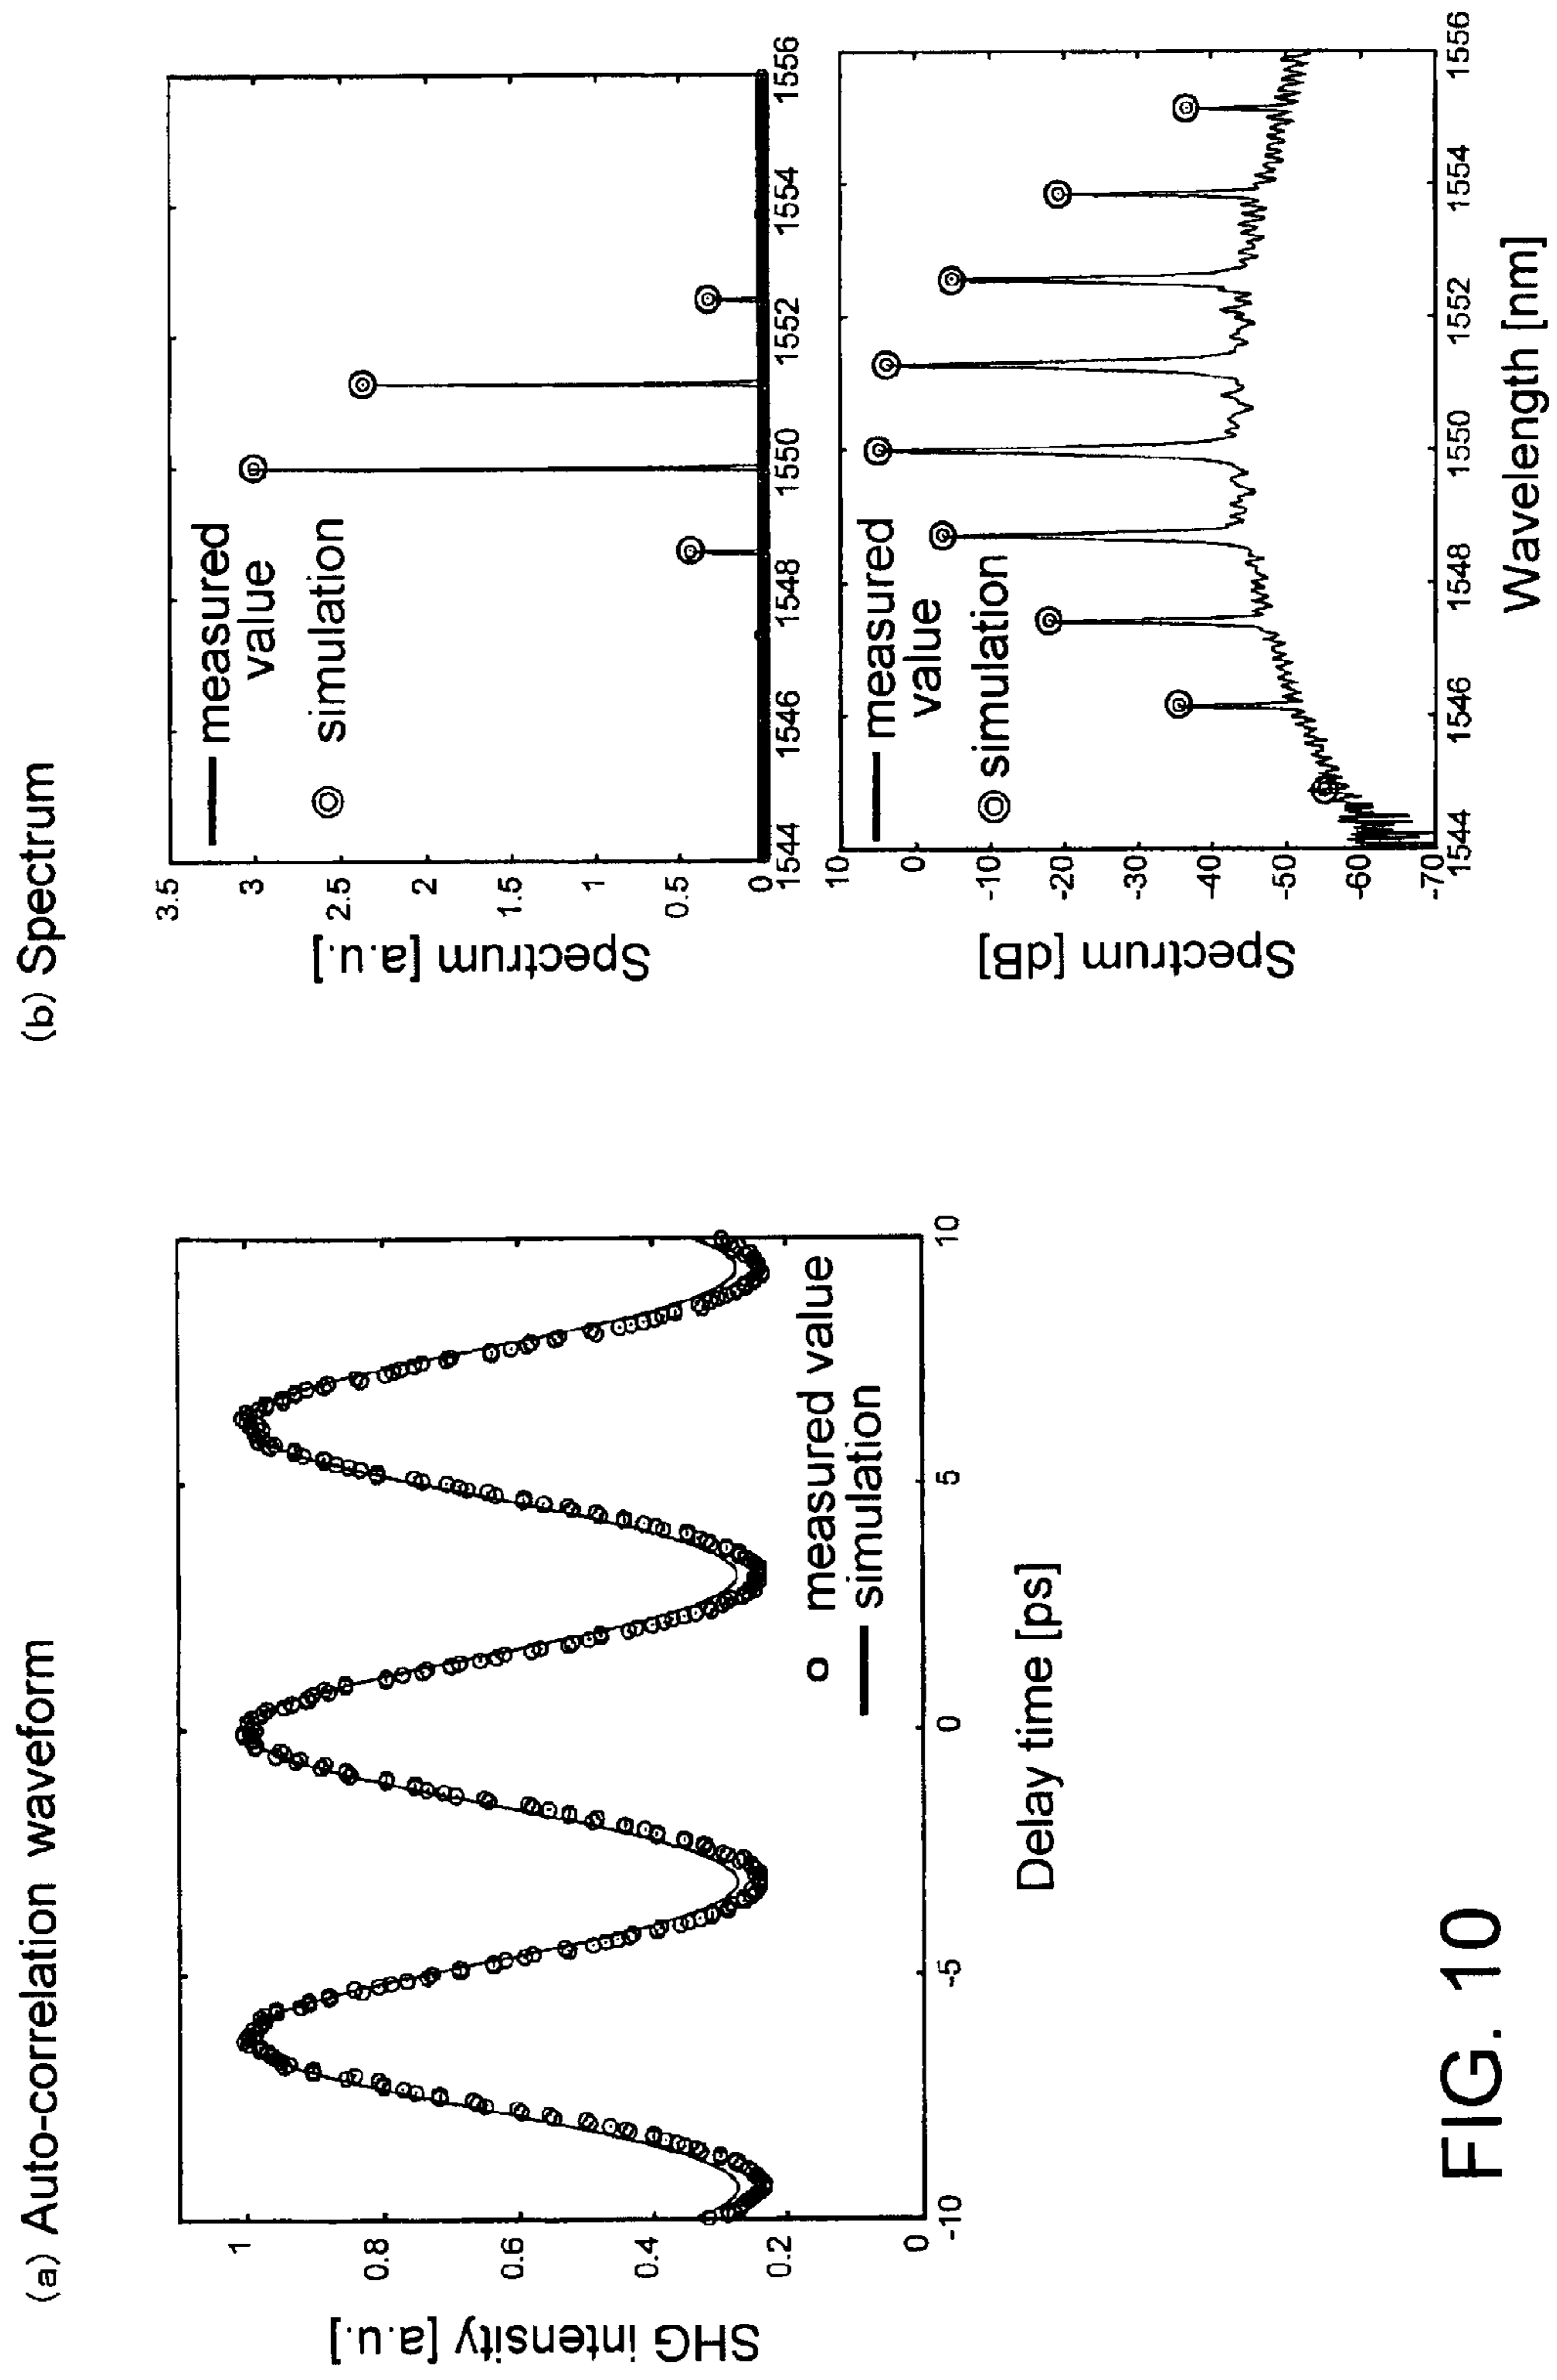 (a) Auto-correlation waveform
SHG intensity [a.u.]
1
0.8
0.6
0.4
0.2
0
-10
-5
0
5
10
measured value
simulation
Delay time [ps]
(b) Spectrum
Spectrum [a.u.]
3.5
3
2.5
2
1.5
1
0.5
0
measured
value
simulation
1544
1546
1548
1550
1552
1554
1556
Spectrum [dB]
10
0
-10
-20
-30
-40
-50
-60
-70
measured
value
simulation
1544
1546
1548
1550
1552
1554
1556
Wavelength [nm]
FIG. 10